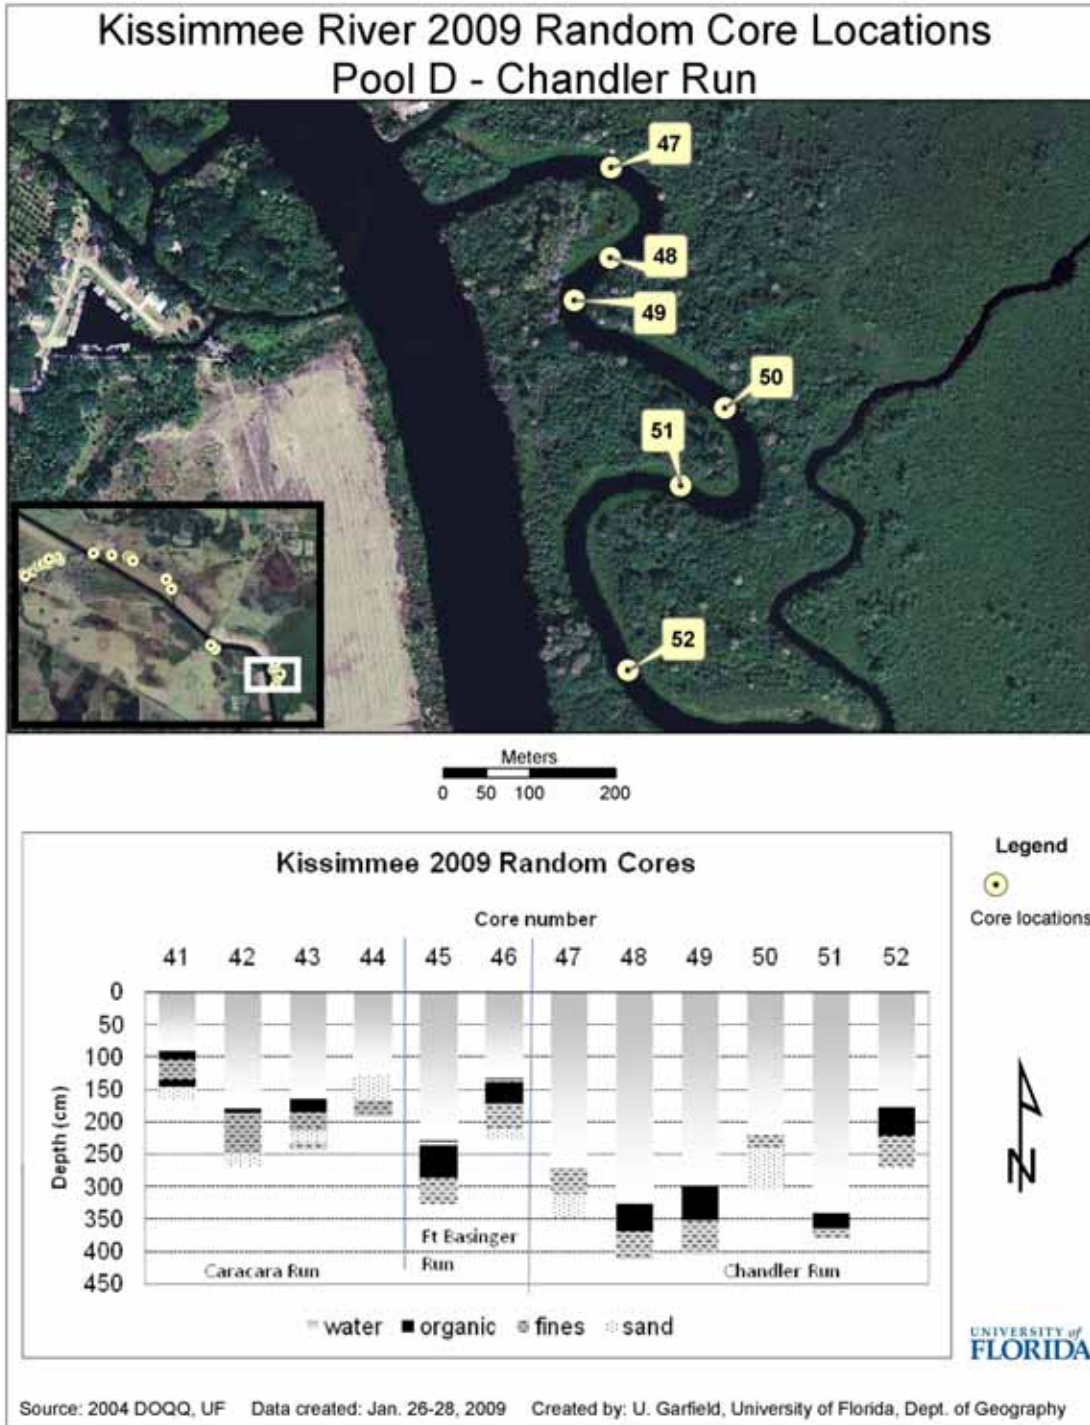 Kissimmee River 2009 Random Core Locations
Pool D - Chandler Run
47
48
49
50
51
52
Meters
0 50 100 200
Kissimmee 2009 Random Cores
Core number
41 42 43 44 45 46 47 48 49 50 51 52
Depth (cm)
0
50
100
150
200
250
300
350
400
450
Caracara Run
Ft Basinger
Run
Chandler Run
water organic fines sand
Legend
Core locations
N
UNIVERSITY of
FLORIDA
Source: 2004 DOQQ, UF Data created: Jan. 26-28, 2009 Created by: U. Garfield, University of Florida, Dept. of Geography